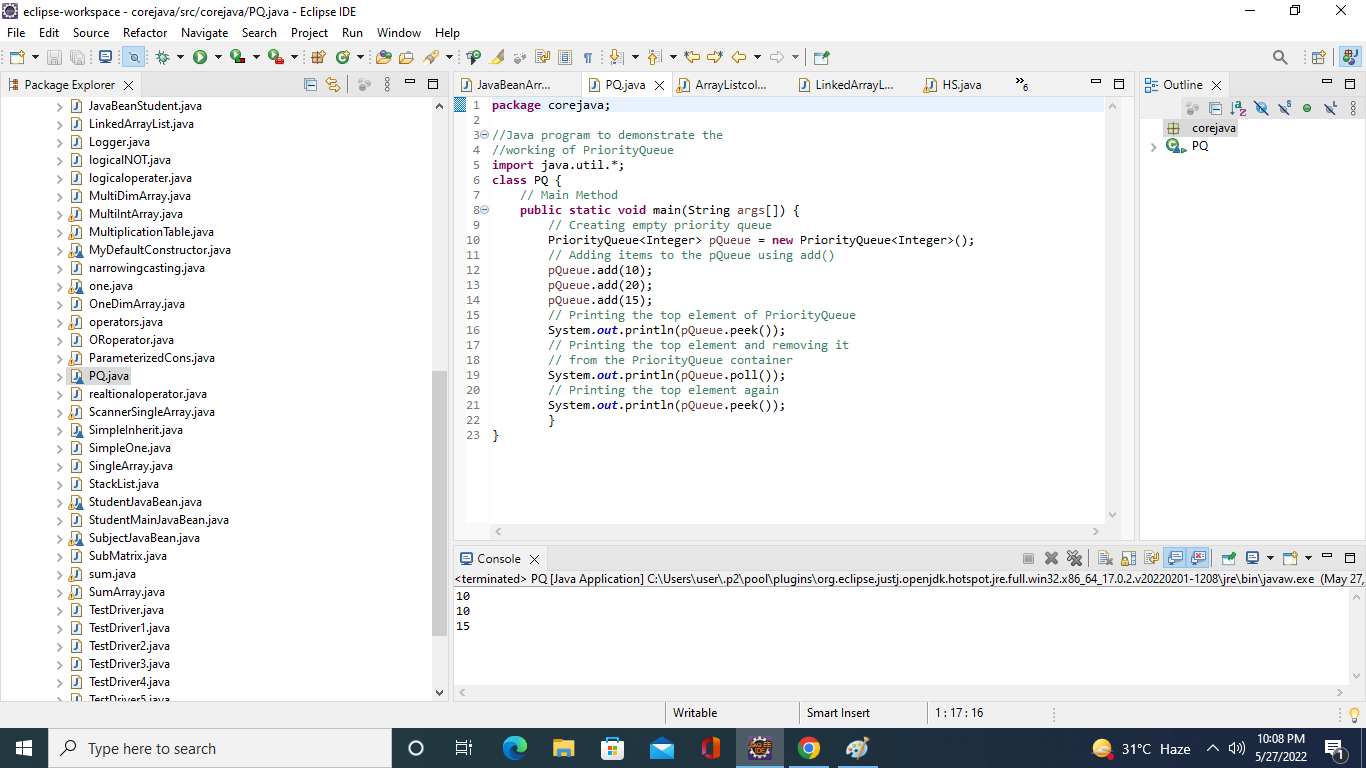 eclipse-workspace - corejava/src/corejava/PQ.java - Eclipse IDE
File Edit Source Refactor Navigate Search Project Run Window Help
Package Explorer
JavaBeanStudent.java
LinkedArrayList.java
Logger.java
logicalNOT.java
logicaloperater.java
MultiDimArray.java
MultiIntArray.java
MultiplicationTable.java
MyDefaultConstructor.java
narrowingcasting.java
one.java
OneDimArray.java
operators.java
ORoperator.java
ParameterizedCons.java
PQ.java
realtionaloperator.java
ScannerSingleArray.java
SimpleInherit.java
SimpleOne.java
SingleArray.java
StackList.java
StudentJavaBean.java
StudentMainJavaBean.java
SubjectJavaBean.java
SubMatrix.java
sum.java
SumArray.java
TestDriver.java
TestDriver1.java
TestDriver2.java
TestDriver3.java
TestDriver4.java
TestDriver5.java
JavaBeanArr... PQ.java ArrayListcol... LinkedArrayL... HS.java »6
1 package corejava;
2
3 //Java program to demonstrate the
4 //working of PriorityQueue
5 import java.util.*;
6 class PQ {
7 // Main Method
8 public static void main(String args[]) {
9 // Creating empty priority queue
10 PriorityQueue<Integer> pQueue = new PriorityQueue<Integer>();
11 // Adding items to the pQueue using add()
12 pQueue.add(10);
13 pQueue.add(20);
14 pQueue.add(15);
15 // Printing the top element of PriorityQueue
16 System.out.println(pQueue.peek());
17 // Printing the top element and removing it
18 // from the PriorityQueue container
19 System.out.println(pQueue.poll());
20 // Printing the top element again
21 System.out.println(pQueue.peek());
22 }
23 }
Outline
corejava
PQ
Console
<terminated> PQ [Java Application] C:\Users\user\.p2\pool\plugins\org.eclipse.justj.openjdk.hotspot.jre.full.win32.x86_64_17.0.2.v20220201-1208\jre\bin\javaw.exe (May 27,
10
10
15
Writable Smart Insert 1 : 17 : 16
Type here to search
31°C Haze
10:08 PM
5/27/2022
1